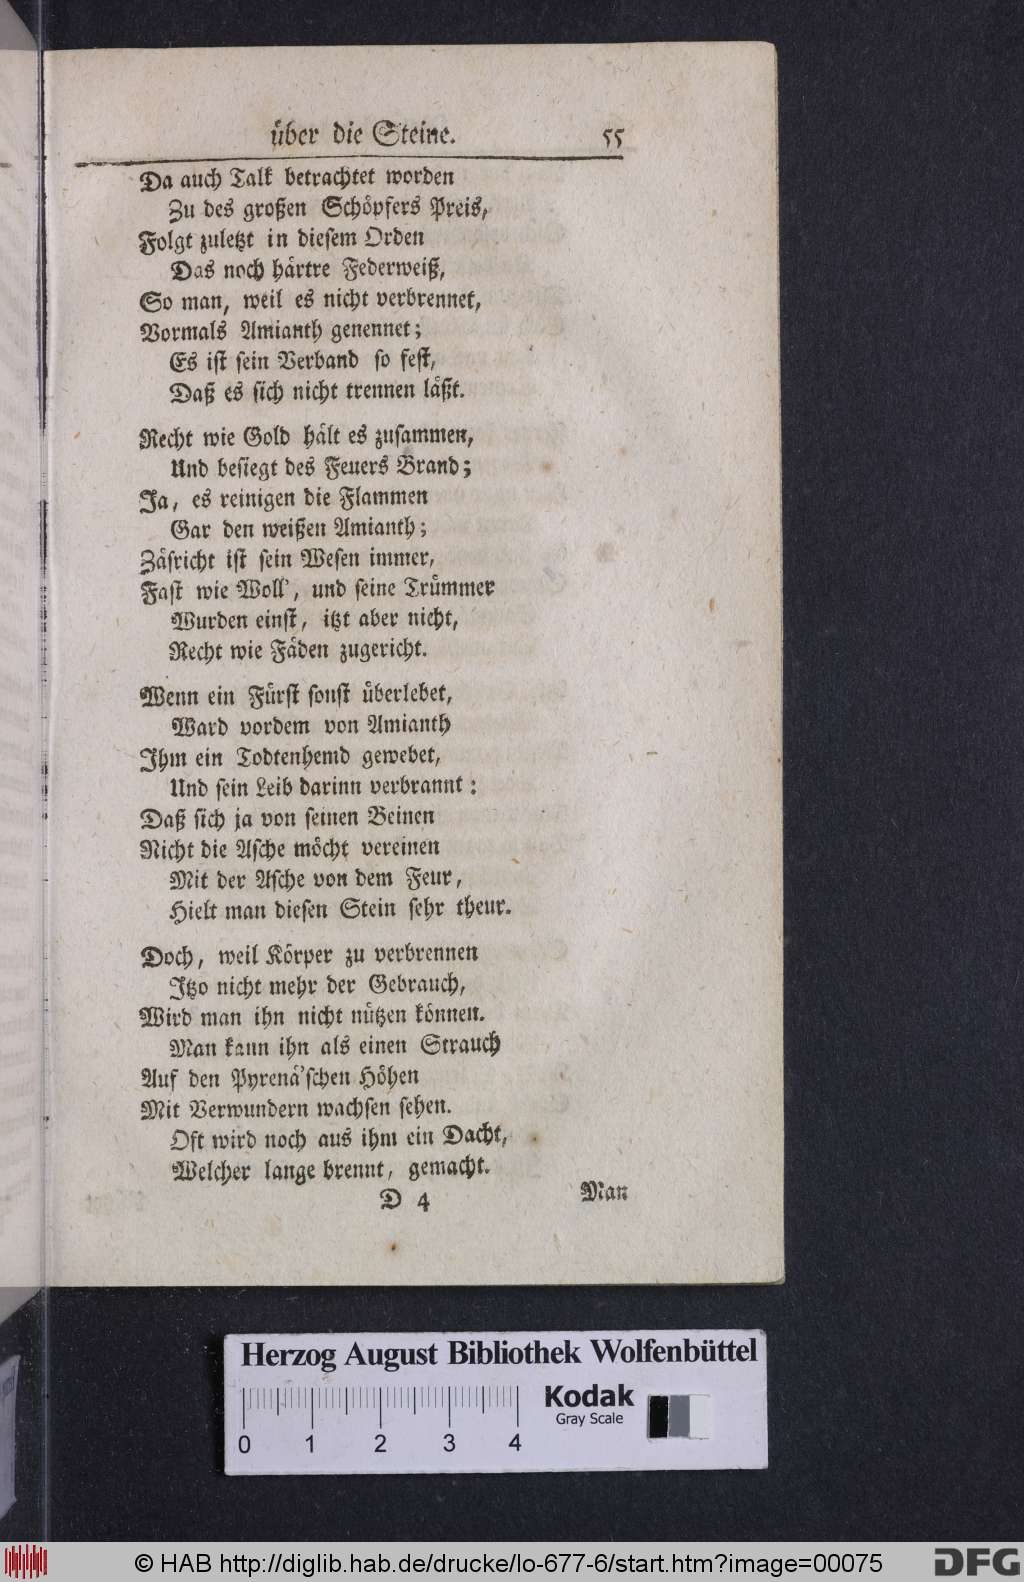 über die Steine. 55
Da auch Talk betrachtet worden
Zu des großen Schöpfers Preis,
Folgt zuletzt in diesem Orden
Das noch härtre Federweiß,
So man, weil es nicht verbrennet,
Vormals Amianth genennet;
Es ist sein Verband so fest,
Daß es sich nicht trennen läßt.
Recht wie Gold hält es zusammen,
Und besiegt des Feuers Brand;
Ja, es reinigen die Flammen
Gar den weißen Amianth;
Zäsricht ist sein Wesen immer,
Fast wie Woll', und seine Trümmer
Wurden einst, itzt aber nicht,
Recht wie Fäden zugericht.
Wenn ein Fürst sonst überlebet,
Ward vordem von Amianth
Ihm ein Todtenhemd gewebet,
Und sein Leib darinn verbrannt:
Daß sich ja von seinen Beinen
Nicht die Asche möcht vereinen
Mit der Asche von dem Feur,
Hielt man diesen Stein sehr theur.
Doch, weil Körper zu verbrennen
Itzo nicht mehr der Gebrauch,
Wird man ihn nicht nützen können.
Man kann ihn als einen Strauch
Auf den Pyrenä'schen Höhen
Mit Verwundern wachsen sehen.
Oft wird noch aus ihm ein Dacht,
Welcher lange brennt, gemacht.
D 4 Man
Herzog August Bibliothek Wolfenbüttel
Kodak
Gray Scale
0 1 2 3 4
© HAB http://diglib.hab.de/drucke/lo-677-6/start.htm?image=00075
DFG